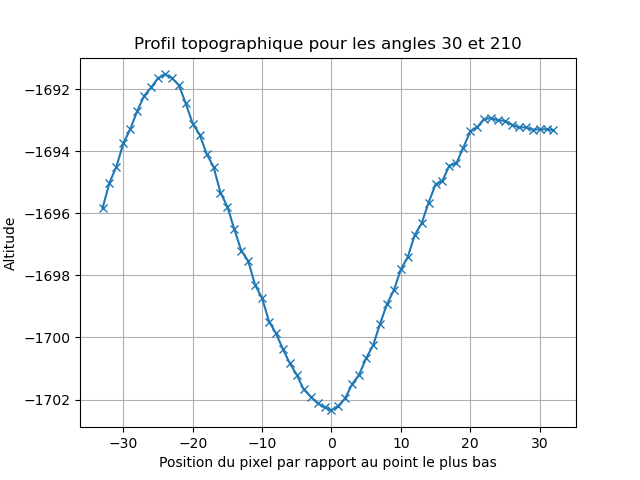 Profil topographique pour les angles 30 et 210
Altitude
−1692
−1694
−1696
−1698
−1700
−1702
−30 −20 −10 0 10 20 30
Position du pixel par rapport au point le plus bas